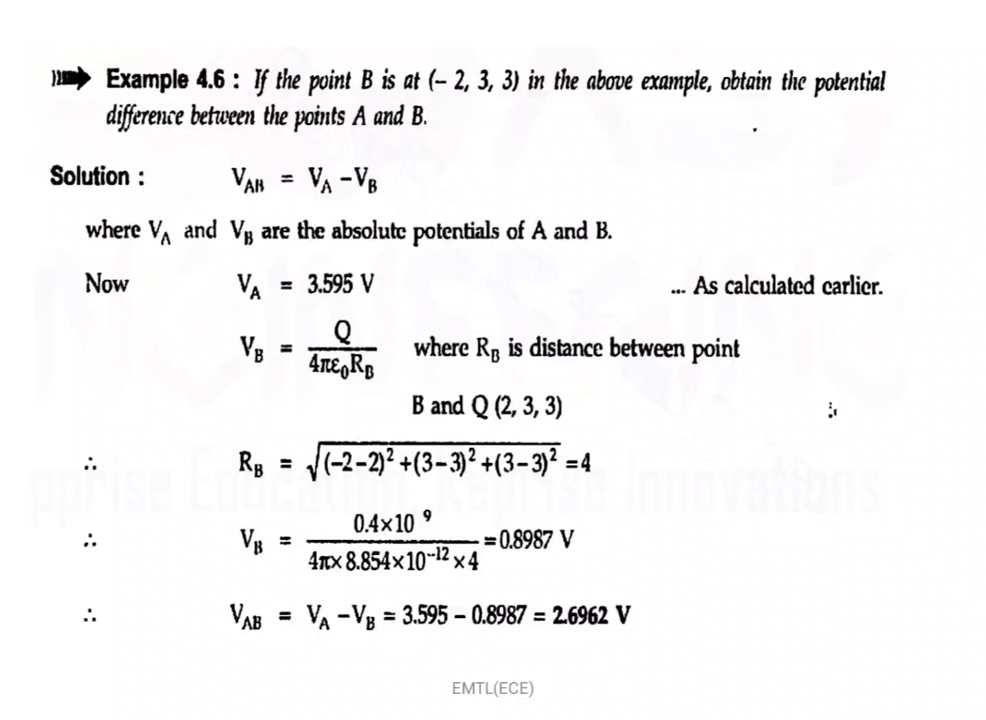 Example 4.6 : If the point B is at (– 2, 3, 3) in the above example, obtain the potential
difference between the points A and B.
Solution : V_AB = V_A – V_B
where V_A and V_B are the absolute potentials of A and B.
Now V_A = 3.595 V ... As calculated earlier.
V_B = Q / 4πε₀R_B where R_B is distance between point
B and Q (2, 3, 3)
∴ R_B = √((–2–2)² + (3–3)² + (3–3)²) = 4
∴ V_B = 0.4×10 ⁹ / 4π×8.854×10⁻¹²×4 = 0.8987 V
∴ V_AB = V_A – V_B = 3.595 – 0.8987 = 2.6962 V
EMTL(ECE)